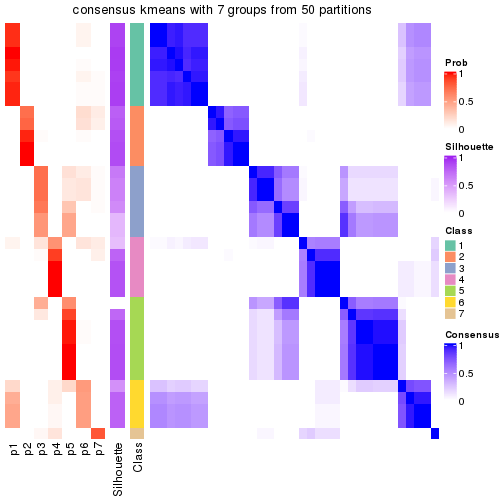 consensus kmeans with 7 groups from 50 partitions
Prob
1
0.5
0
Silhouette
1
0.5
0
Class
1
2
3
4
5
6
7
Consensus
1
0.5
0
p1 p2 p3 p4 p5 p6 p7 Silhouette Class